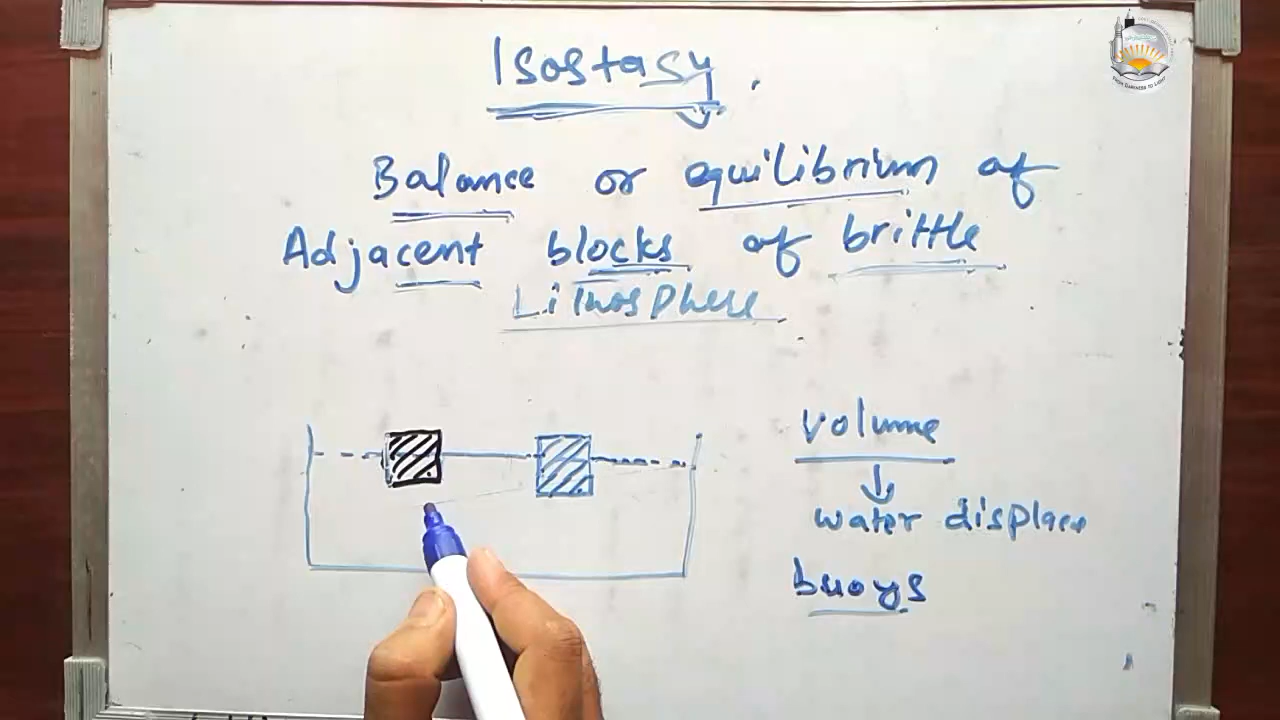 Isostasy.
Balance or equilibrium of
Adjacent blocks of brittle
Lithosphere
Volume
water displace
buoys